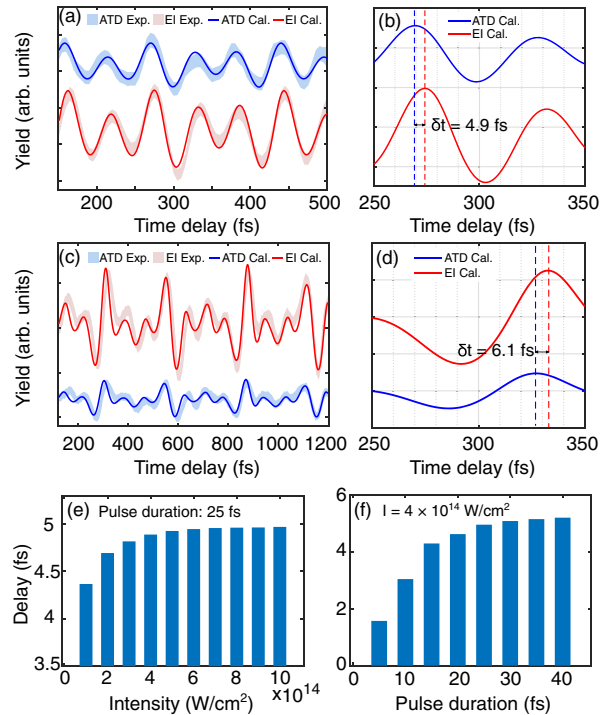 (a) ATD Exp. EI Exp. ATD Cal. EI Cal.
Yield (arb. units)
200 300 400 500
Time delay (fs)
(b) ATD Cal.
EI Cal.
δt = 4.9 fs
250 300 350
Time delay (fs)
(c) ATD Exp. EI Exp. ATD Cal. EI Cal.
Yield (arb. units)
200 400 600 800 1000 1200
Time delay (fs)
(d) ATD Cal.
EI Cal.
δt = 6.1 fs
250 300 350
Time delay (fs)
(e) Pulse duration: 25 fs
Delay (fs)
5
4.5
4
3.5
0 2 4 6 8 10
×10¹⁴
Intensity (W/cm²)
(f) I = 4 × 10¹⁴ W/cm²
6
4
2
0
0 10 20 30 40
Pulse duration (fs)